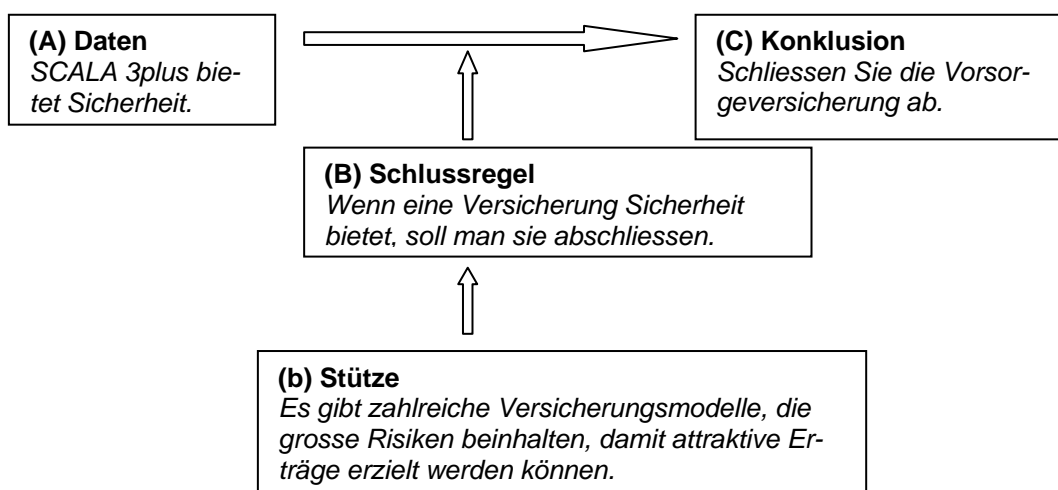 (A) Daten
SCALA 3plus bie-
tet Sicherheit.
(C) Konklusion
Schliessen Sie die Vorsor-
geversicherung ab.
(B) Schlussregel
Wenn eine Versicherung Sicherheit
bietet, soll man sie abschliessen.
(b) Stütze
Es gibt zahlreiche Versicherungsmodelle, die
grosse Risiken beinhalten, damit attraktive Er-
träge erzielt werden können.